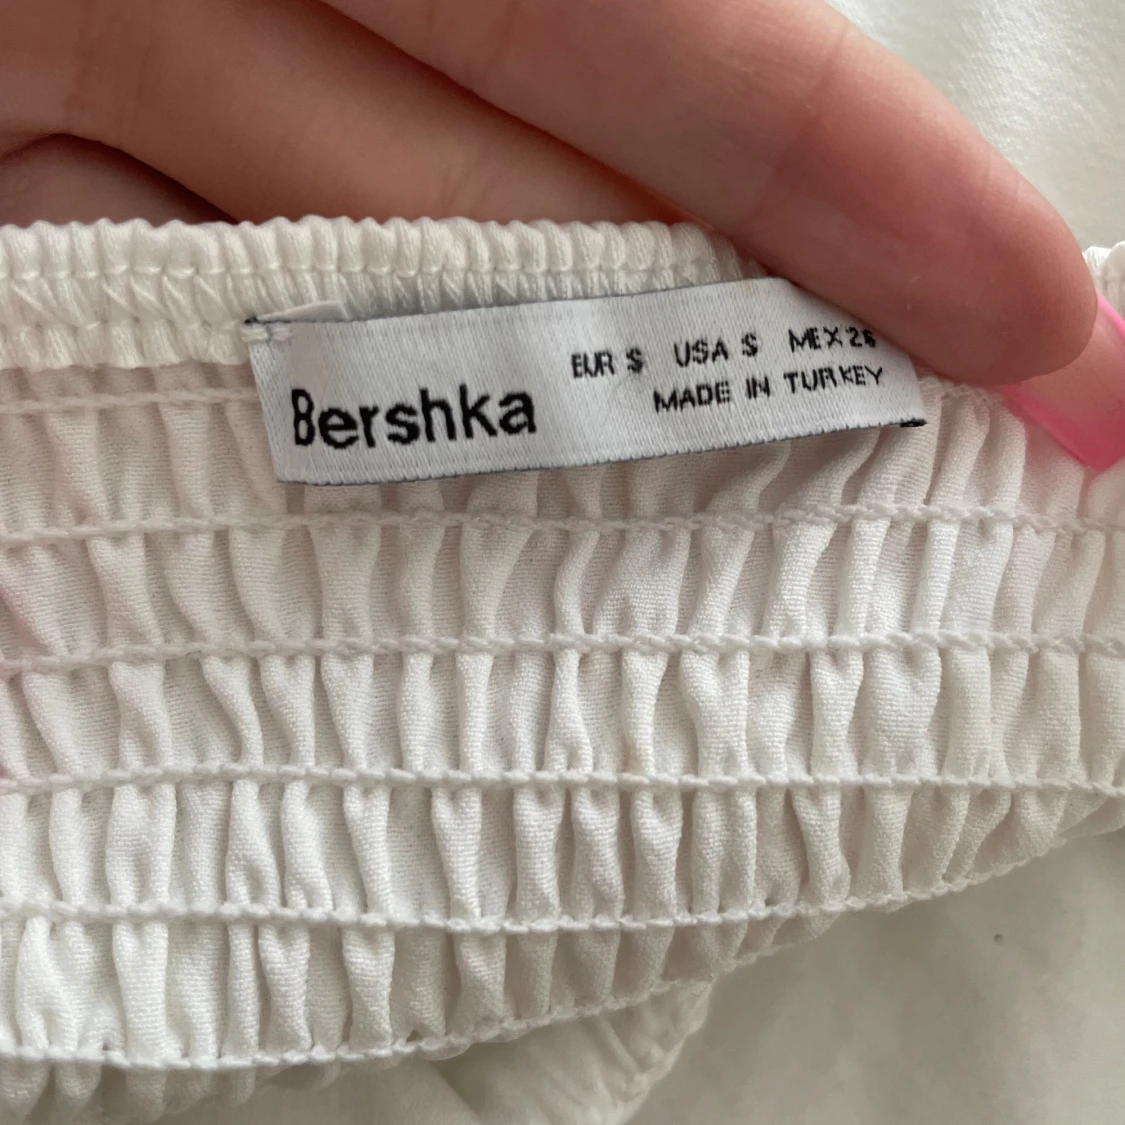 Bershka
EUR S USA S MEX 26
MADE IN TURKEY